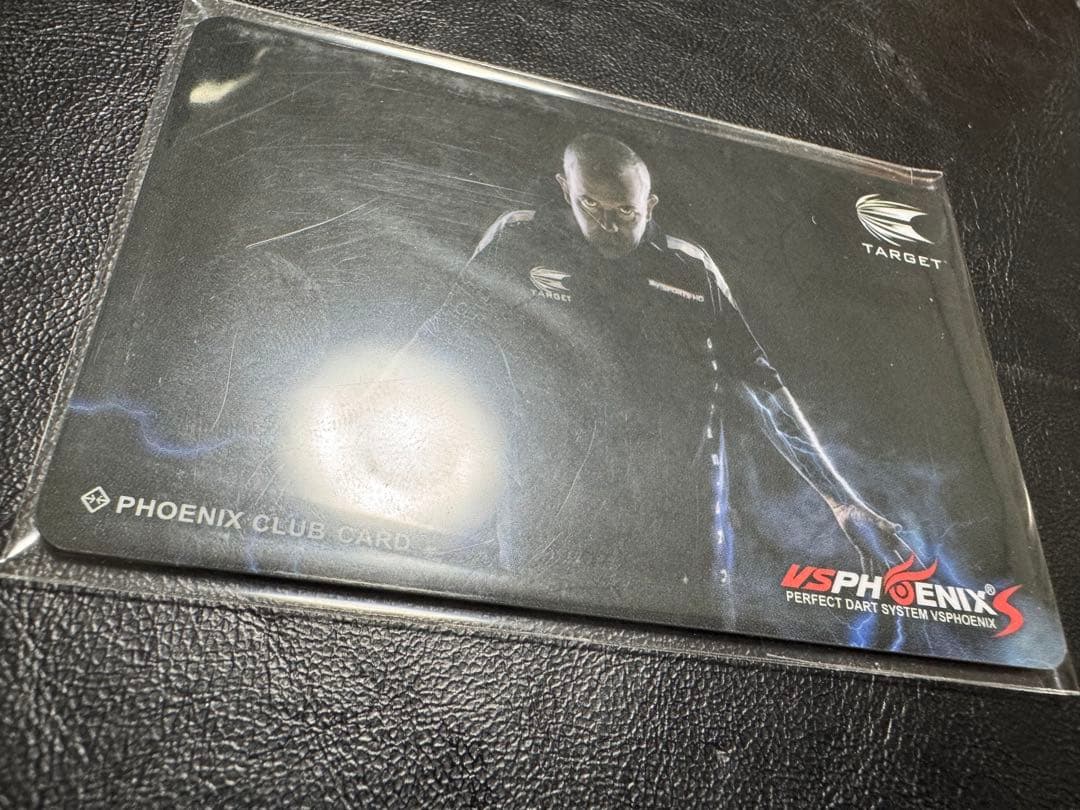 TARGET
TARGET
PHOENIX CLUB CARD
VSPHOENIX® S
PERFECT DART SYSTEM VSPHOENIX